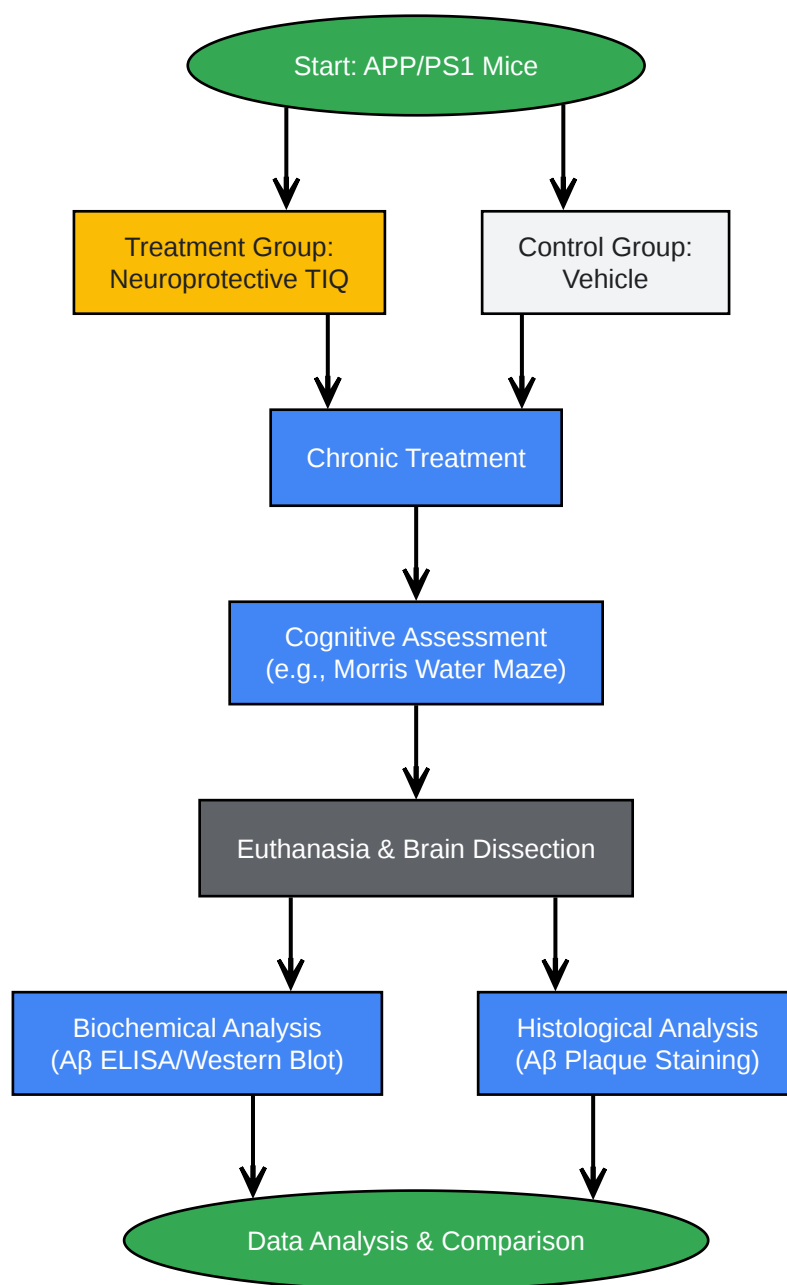 Start: APP/PS1 Mice
Treatment Group:
Neuroprotective TIQ
Control Group:
Vehicle
Chronic Treatment
Cognitive Assessment
(e.g., Morris Water Maze)
Euthanasia & Brain Dissection
Biochemical Analysis
(Aβ ELISA/Western Blot)
Histological Analysis
(Aβ Plaque Staining)
Data Analysis & Comparison